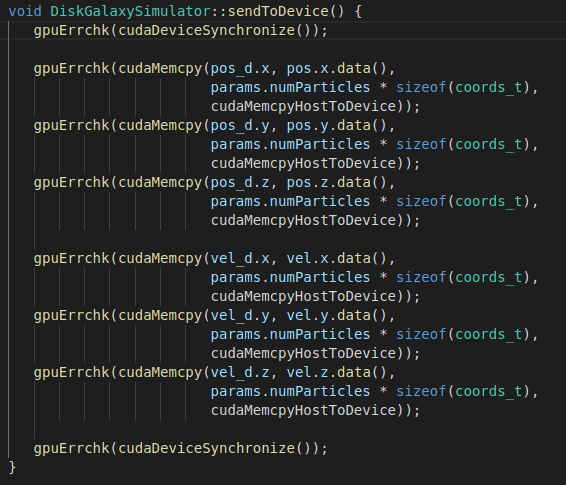 void DiskGalaxySimulator::sendToDevice() {
gpuErrchk(cudaDeviceSynchronize());
gpuErrchk(cudaMemcpy(pos_d.x, pos.x.data(),
params.numParticles * sizeof(coords_t),
cudaMemcpyHostToDevice));
gpuErrchk(cudaMemcpy(pos_d.y, pos.y.data(),
params.numParticles * sizeof(coords_t),
cudaMemcpyHostToDevice));
gpuErrchk(cudaMemcpy(pos_d.z, pos.z.data(),
params.numParticles * sizeof(coords_t),
cudaMemcpyHostToDevice));
gpuErrchk(cudaMemcpy(vel_d.x, vel.x.data(),
params.numParticles * sizeof(coords_t),
cudaMemcpyHostToDevice));
gpuErrchk(cudaMemcpy(vel_d.y, vel.y.data(),
params.numParticles * sizeof(coords_t),
cudaMemcpyHostToDevice));
gpuErrchk(cudaMemcpy(vel_d.z, vel.z.data(),
params.numParticles * sizeof(coords_t),
cudaMemcpyHostToDevice));
gpuErrchk(cudaDeviceSynchronize());
}